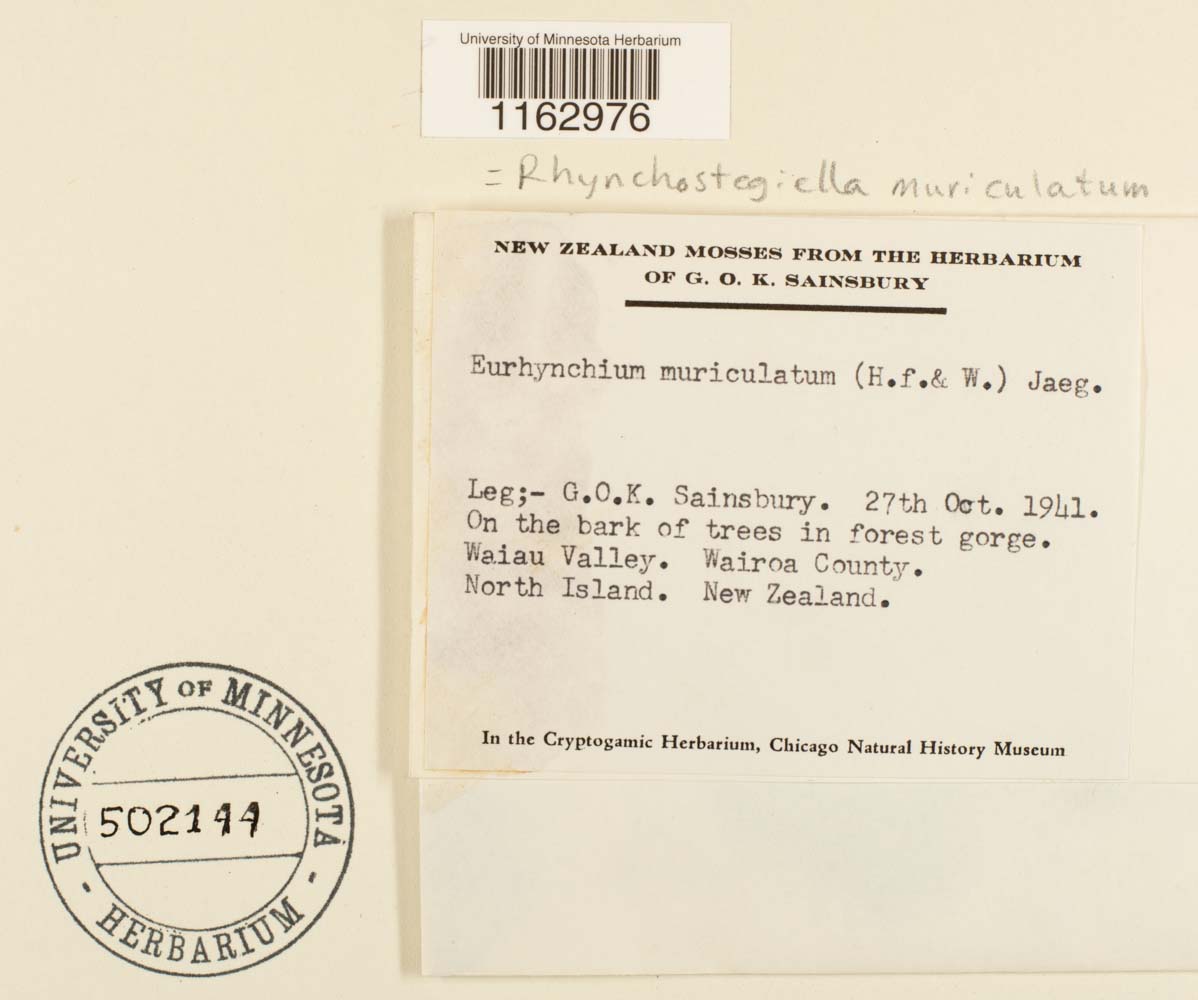 University of Minnesota Herbarium
1162976
= Rhynchostegiella muriculatum
NEW ZEALAND MOSSES FROM THE HERBARIUM
OF G. O. K. SAINSBURY
Eurhynchium muriculatum (H.f.& W.) Jaeg.
Leg;- G.O.K. Sainsbury. 27th Oct. 1941.
On the bark of trees in forest gorge.
Waiau Valley. Wairoa County.
North Island. New Zealand.
In the Cryptogamic Herbarium, Chicago Natural History Museum
UNIVERSITY OF MINNESOTA
- HERBARIUM -